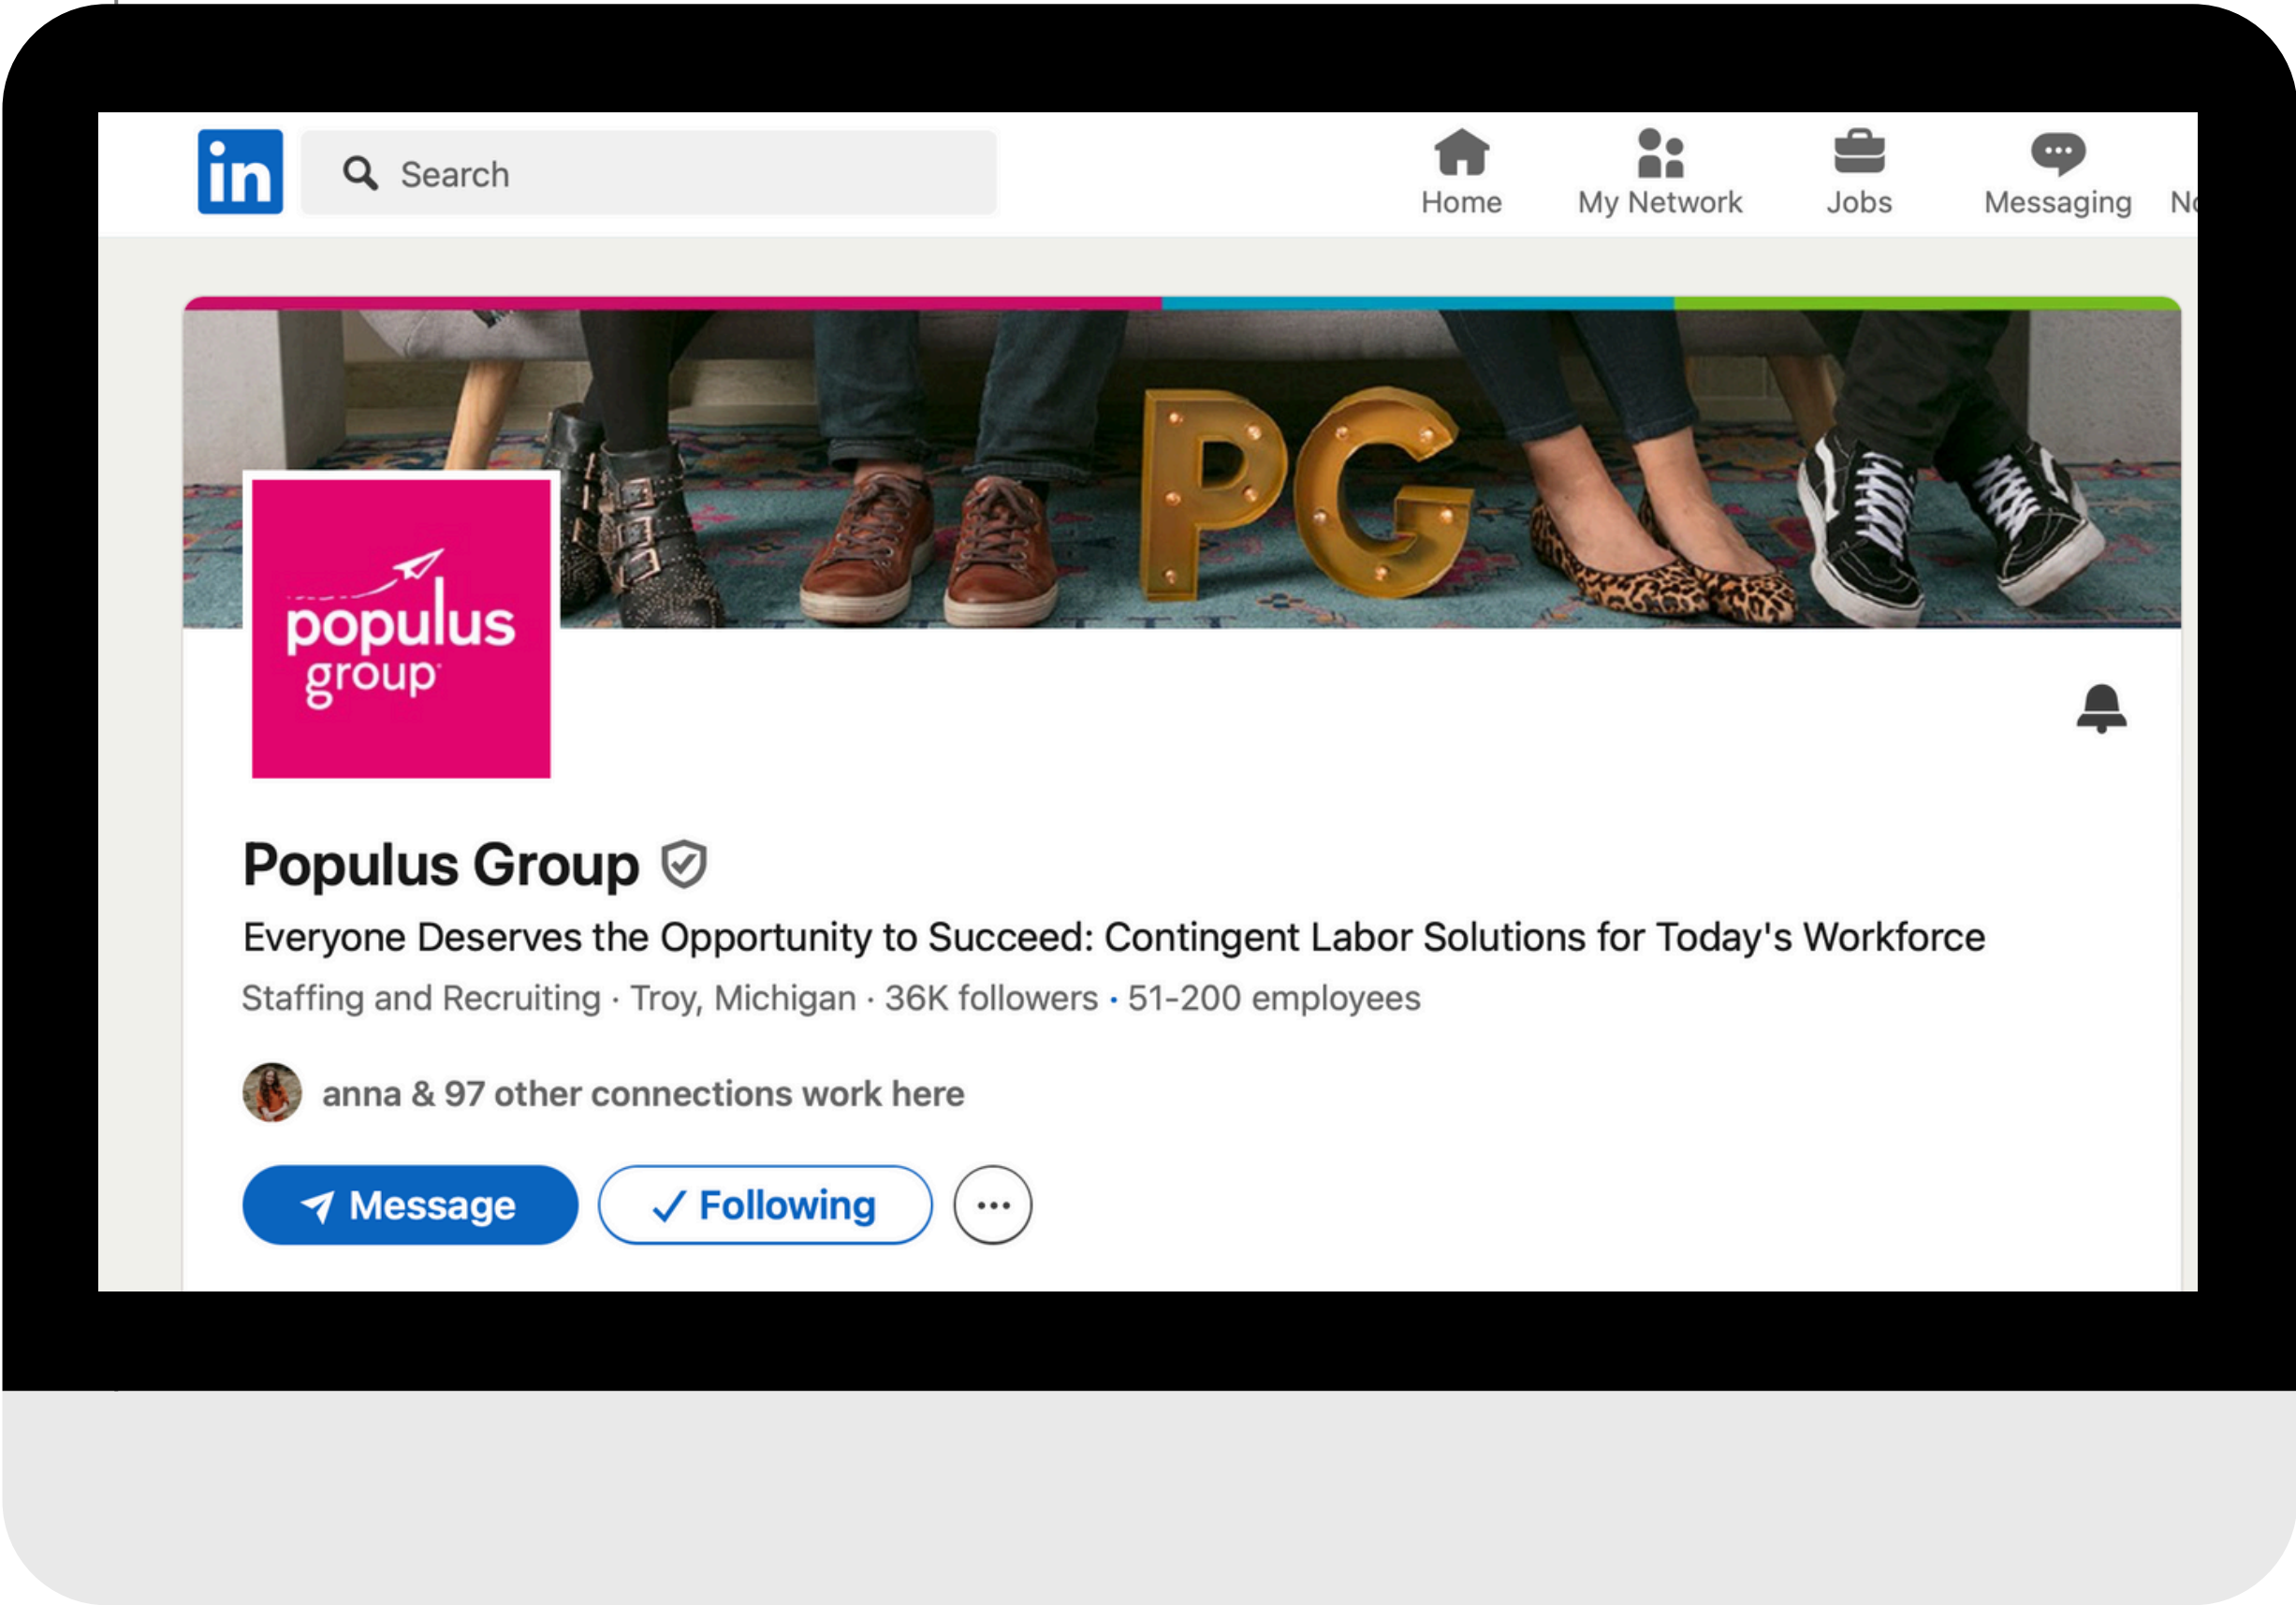 in
Search
Home
My Network
Jobs
Messaging
PG
populus
group
Populus Group
Everyone Deserves the Opportunity to Succeed: Contingent Labor Solutions for Today's Workforce
Staffing and Recruiting · Troy, Michigan · 36K followers · 51-200 employees
anna & 97 other connections work here
Message
Following